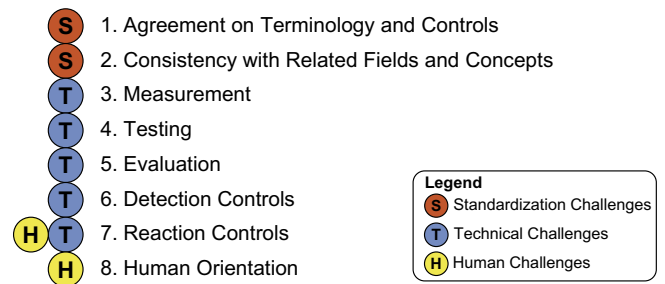 S 1. Agreement on Terminology and Controls
S 2. Consistency with Related Fields and Concepts
T 3. Measurement
T 4. Testing
T 5. Evaluation
T 6. Detection Controls
H T 7. Reaction Controls
H 8. Human Orientation
Legend
S Standardization Challenges
T Technical Challenges
H Human Challenges